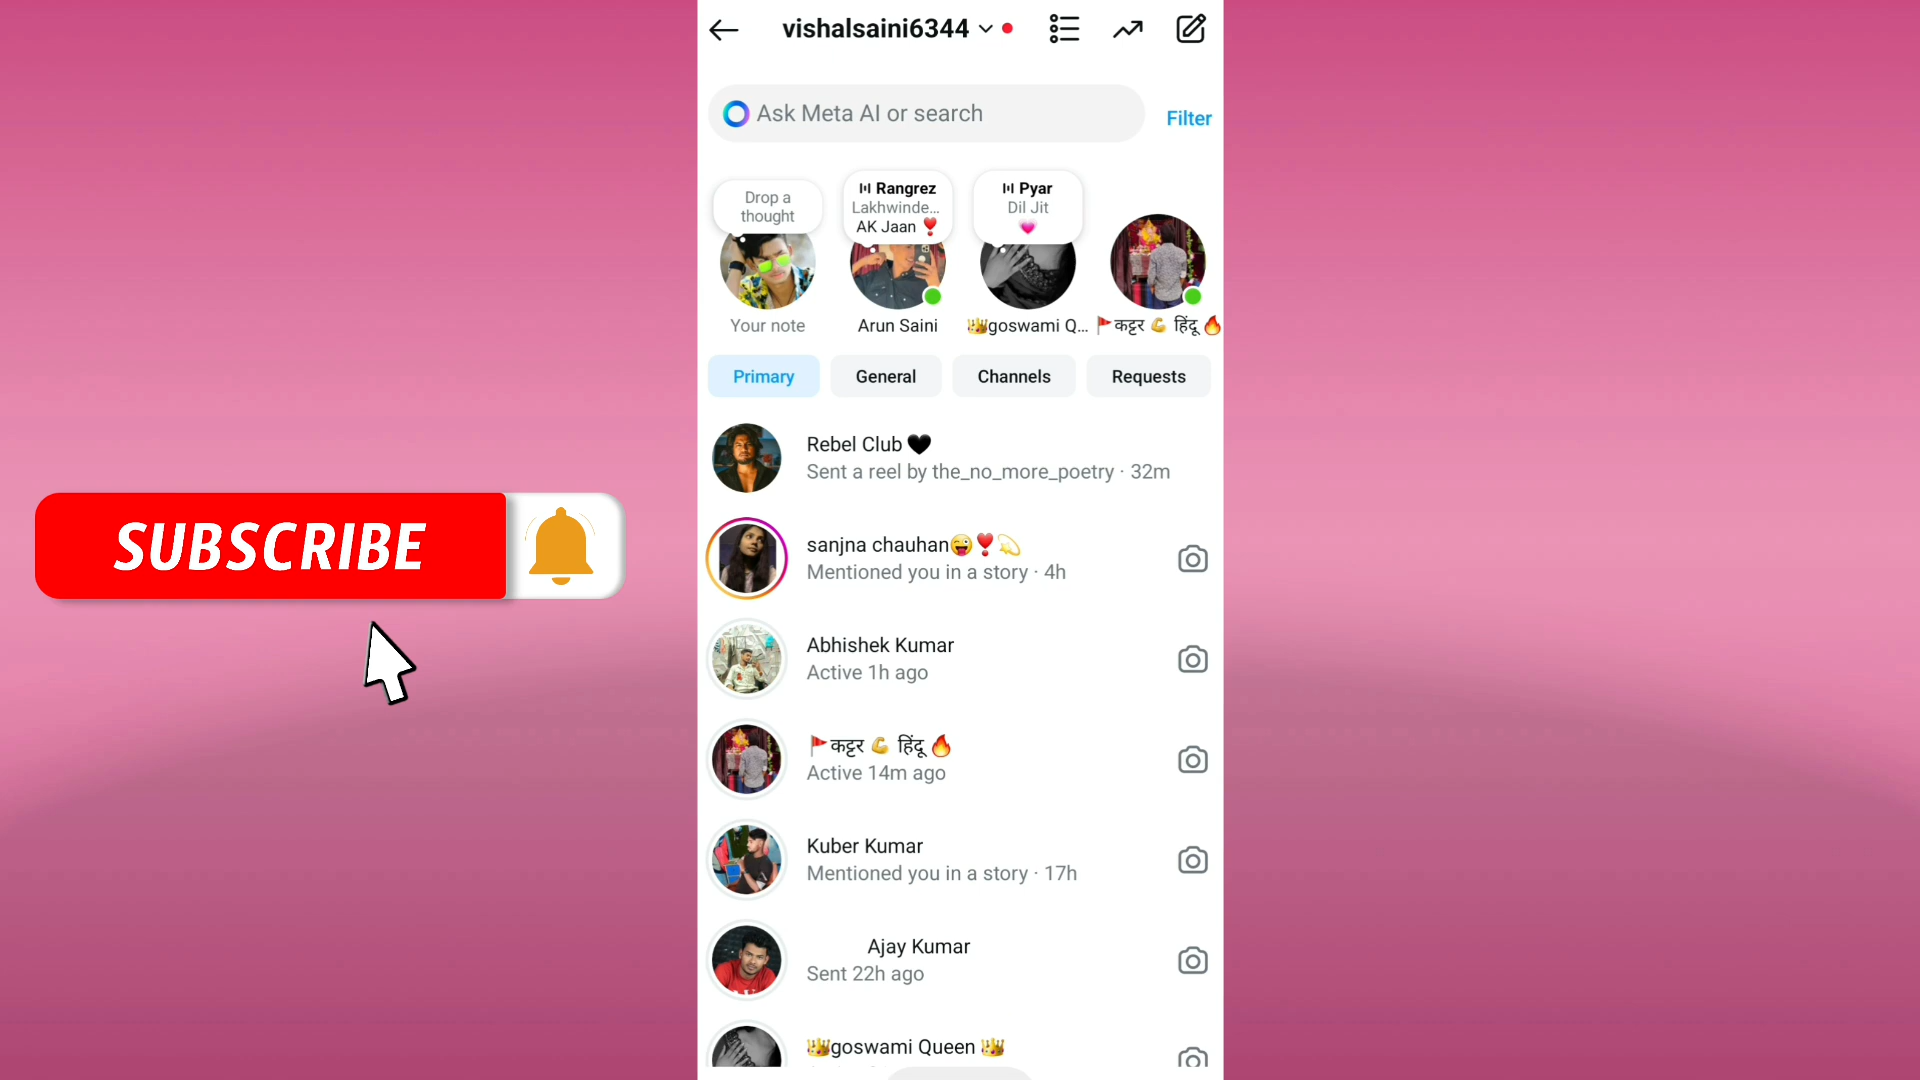 vishalsaini6344
Ask Meta AI or search
Filter
Drop a
thought
Rangrez
Lakhwinde...
AK Jaan ❣️
Pyar
Dil Jit
💗
Your note
Arun Saini
👑goswami Q...
🚩कट्टर 💪 हिंदू 🔥
Primary
General
Channels
Requests
Rebel Club 🖤
Sent a reel by the_no_more_poetry · 32m
sanjna chauhan😜❣️💫
Mentioned you in a story · 4h
Abhishek Kumar
Active 1h ago
🚩कट्टर 💪 हिंदू 🔥
Active 14m ago
Kuber Kumar
Mentioned you in a story · 17h
Ajay Kumar
Sent 22h ago
👑goswami Queen 👑
SUBSCRIBE